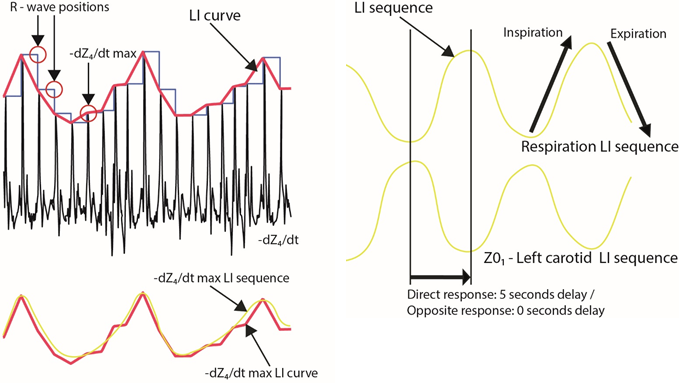 R - wave positions
LI curve
-dZ₄/dt max
-dZ₄/dt
-dZ₄/dt max LI sequence
-dZ₄/dt max LI curve
LI sequence
Inspiration
Expiration
Respiration LI sequence
Z0₁ - Left carotid LI sequence
Direct response: 5 seconds delay /
Opposite response: 0 seconds delay